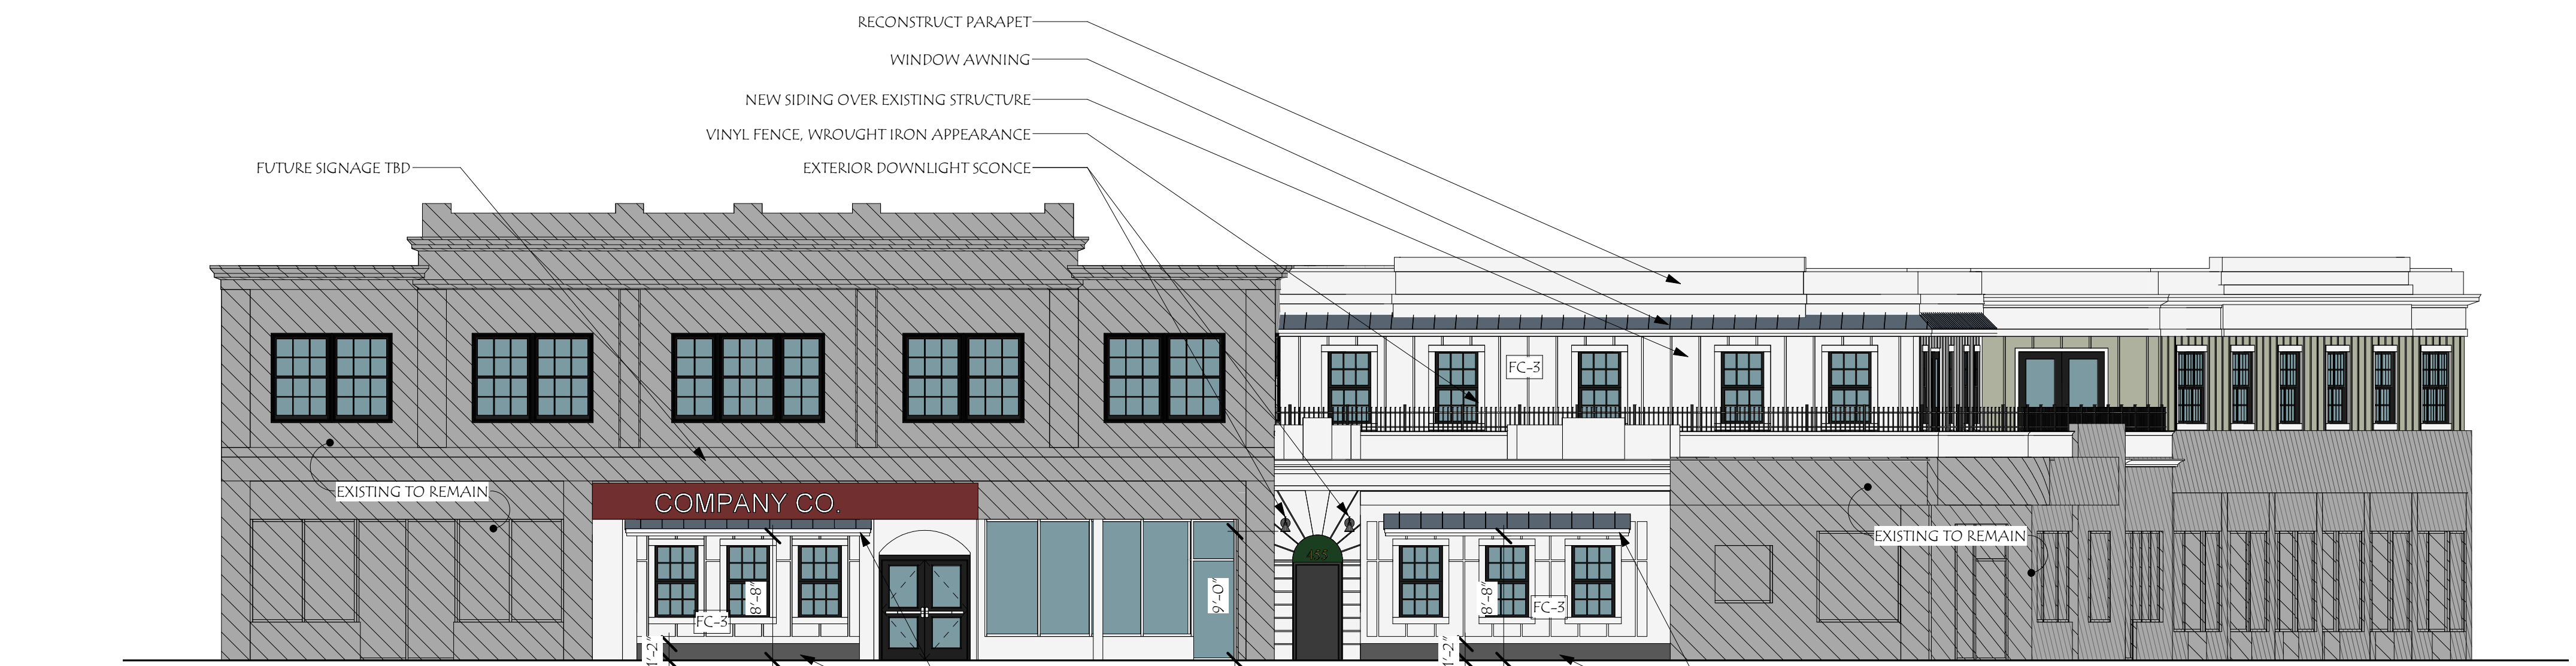 RECONSTRUCT PARAPET
WINDOW AWNING
NEW SIDING OVER EXISTING STRUCTURE
VINYL FENCE, WROUGHT IRON APPEARANCE
FUTURE SIGNAGE TBD
EXTERIOR DOWNLIGHT SCONCE
FC-3
EXISTING TO REMAIN
COMPANY CO.
EXISTING TO REMAIN
8'-8"
9'-0"
8'-8"
FC-3
FC-3
1'-2"
1'-2"